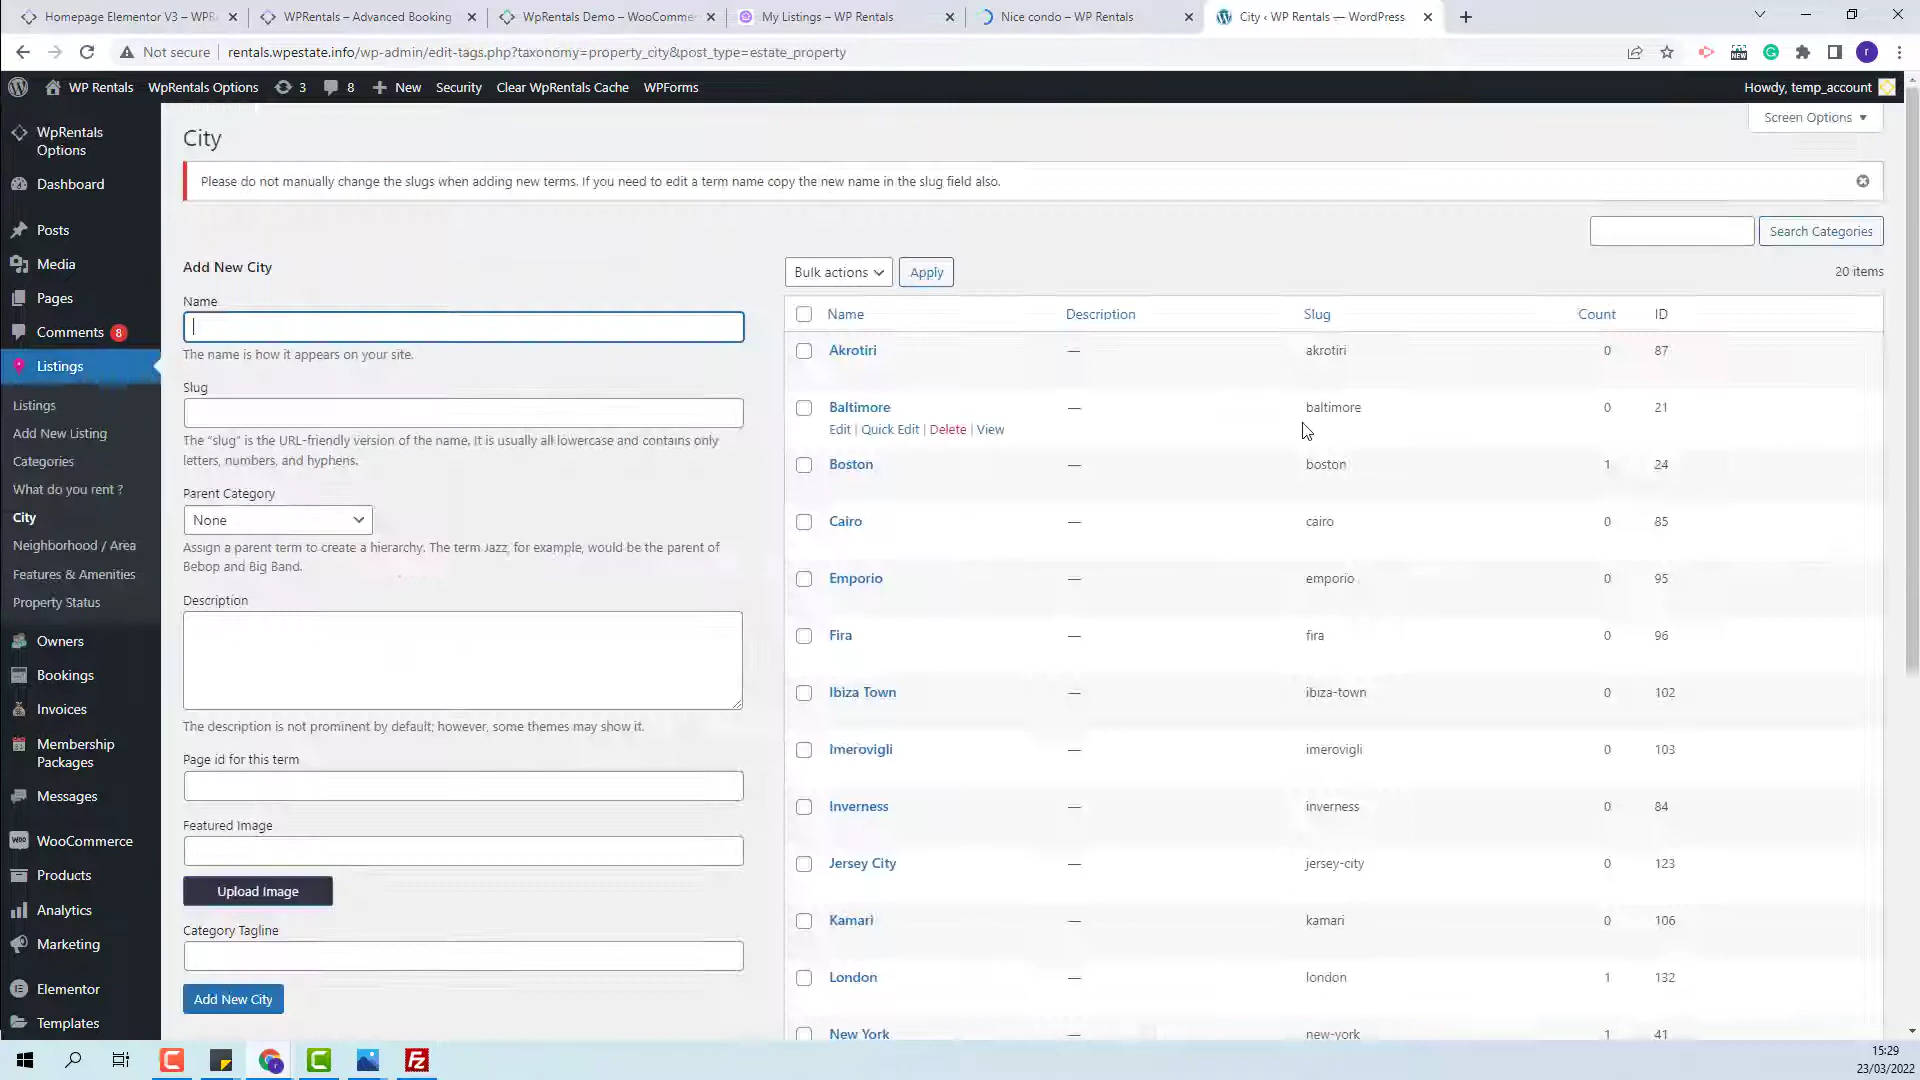 Homepage Elementor V3 – WPR
WPRentals – Advanced Booking
WpRentals Demo – WooComme
My Listings – WP Rentals
Nice condo – WP Rentals
City ‹ WP Rentals — WordPress
Not secure
rentals.wpestate.info/wp-admin/edit-tags.php?taxonomy=property_city&post_type=estate_property
WP Rentals
WpRentals Options
3
8
New
Security
Clear WpRentals Cache
WPForms
Howdy, temp_account
WpRentals
Options
Dashboard
Posts
Media
Pages
Comments 8
Listings
Listings
Add New Listing
Categories
What do you rent ?
City
Neighborhood / Area
Features & Amenities
Property Status
Owners
Bookings
Invoices
Membership
Packages
Messages
WooCommerce
Products
Analytics
Marketing
Elementor
Templates
Screen Options
City
Please do not manually change the slugs when adding new terms. If you need to edit a term name copy the new name in the slug field also.
Search Categories
Add New City
Name
The name is how it appears on your site.
Slug
The “slug” is the URL-friendly version of the name. It is usually all lowercase and contains only
letters, numbers, and hyphens.
Parent Category
None
Assign a parent term to create a hierarchy. The term Jazz, for example, would be the parent of
Bebop and Big Band.
Description
The description is not prominent by default; however, some themes may show it.
Page id for this term
Featured Image
Upload Image
Category Tagline
Add New City
Bulk actions
Apply
20 items
Name Description Slug Count ID
Akrotiri — akrotiri 0 87
Baltimore — baltimore 0 21
Edit | Quick Edit | Delete | View
Boston — boston 1 24
Cairo — cairo 0 85
Emporio — emporio 0 95
Fira — fira 0 96
Ibiza Town — ibiza-town 0 102
Imerovigli — imerovigli 0 103
Inverness — inverness 0 84
Jersey City — jersey-city 0 123
Kamari — kamari 0 106
London — london 1 132
New York — new-york 1 41
15:29
23/03/2022